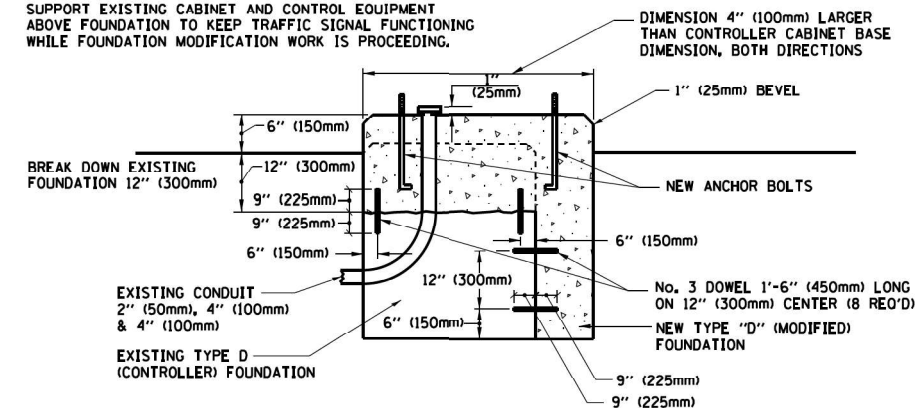 SUPPORT EXISTING CABINET AND CONTROL EQUIPMENT
ABOVE FOUNDATION TO KEEP TRAFFIC SIGNAL FUNCTIONING
WHILE FOUNDATION MODIFICATION WORK IS PROCEEDING.
DIMENSION 4'' (100mm) LARGER
THAN CONTROLLER CABINET BASE
DIMENSION, BOTH DIRECTIONS
1''
(25mm)
1'' (25mm) BEVEL
6'' (150mm)
BREAK DOWN EXISTING
FOUNDATION 12'' (300mm)
12'' (300mm)
9'' (225mm)
9'' (225mm)
6'' (150mm)
NEW ANCHOR BOLTS
6'' (150mm)
12'' (300mm)
6'' (150mm)
EXISTING CONDUIT
2'' (50mm), 4'' (100mm)
& 4'' (100mm)
EXISTING TYPE D
(CONTROLLER) FOUNDATION
No. 3 DOWEL 1'-6'' (450mm) LONG
ON 12'' (300mm) CENTER (8 REQ'D)
NEW TYPE "D" (MODIFIED)
FOUNDATION
9'' (225mm)
9'' (225mm)